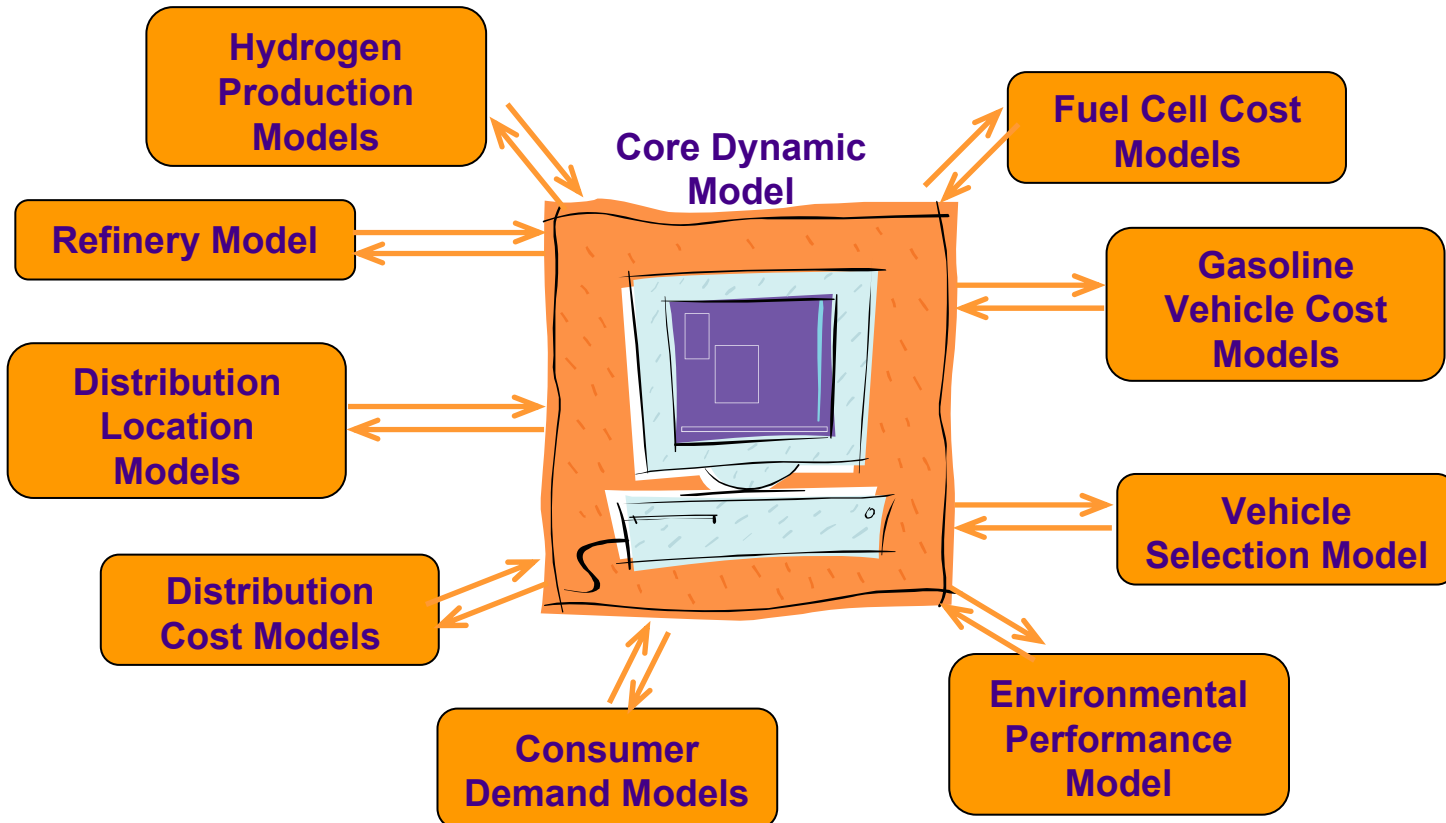 Hydrogen
Production
Models
Core Dynamic
Model
Fuel Cell Cost
Models
Refinery Model
Gasoline
Vehicle Cost
Models
Distribution
Location
Models
Vehicle
Selection Model
Distribution
Cost Models
Environmental
Performance
Model
Consumer
Demand Models